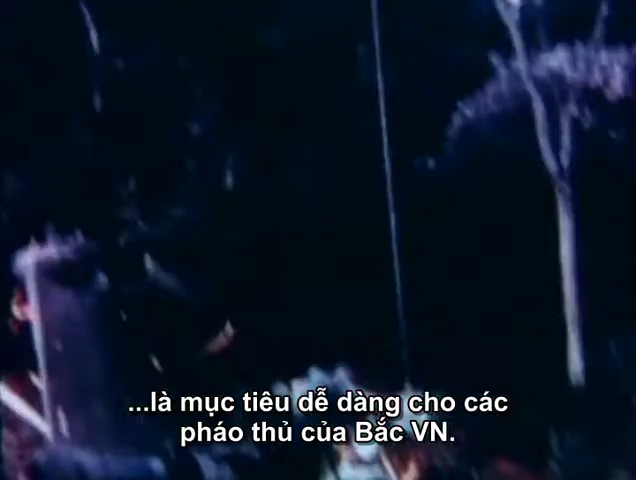 ...là mục tiêu dễ dàng cho các
pháo thủ của Bắc VN.